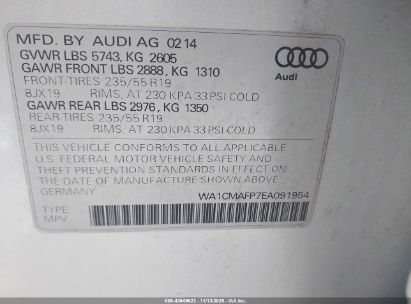 MFD. BY AUDI AG 02 14
GVWR LBS 5743, KG 2605
GAWR FRONT LBS 2888, KG 1310
FRONT-TIRES 235/55 R19
8JX19 RIMS, AT 230 KPA 33 PSI COLD
GAWR REAR LBS 2976, KG 1350
REAR TIRES 235/55 R19
8JX19 RIMS, AT 230 KPA 33 PSI COLD
Audi
THIS VEHICLE CONFORMS TO ALL APPLICABLE
U.S. FEDERAL MOTOR VEHICLE SAFETY AND
THEFT PREVENTION STANDARDS IN EFFECT ON
THE DATE OF MANUFACTURE SHOWN ABOVE.
GERMANY
WA1CMAFP7EA091954
TYPE
MPV